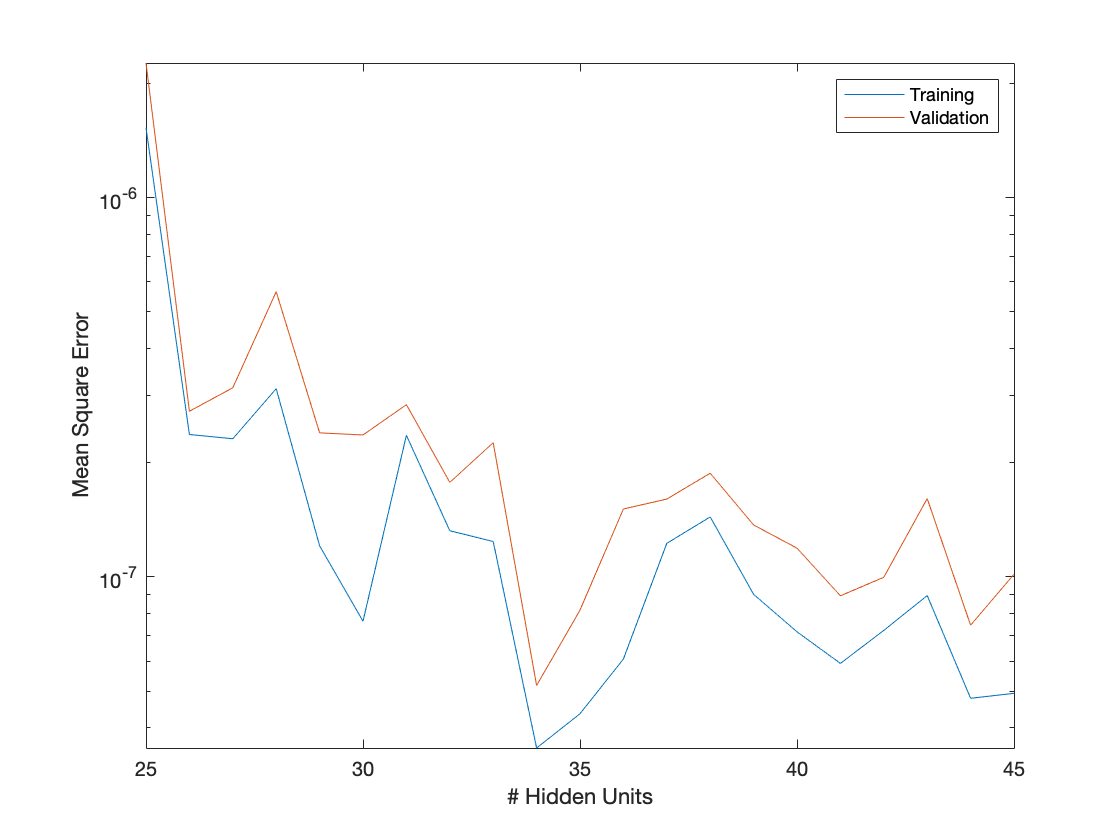 Training
Validation
10-6
10-7
Mean Square Error
25 30 35 40 45
# Hidden Units